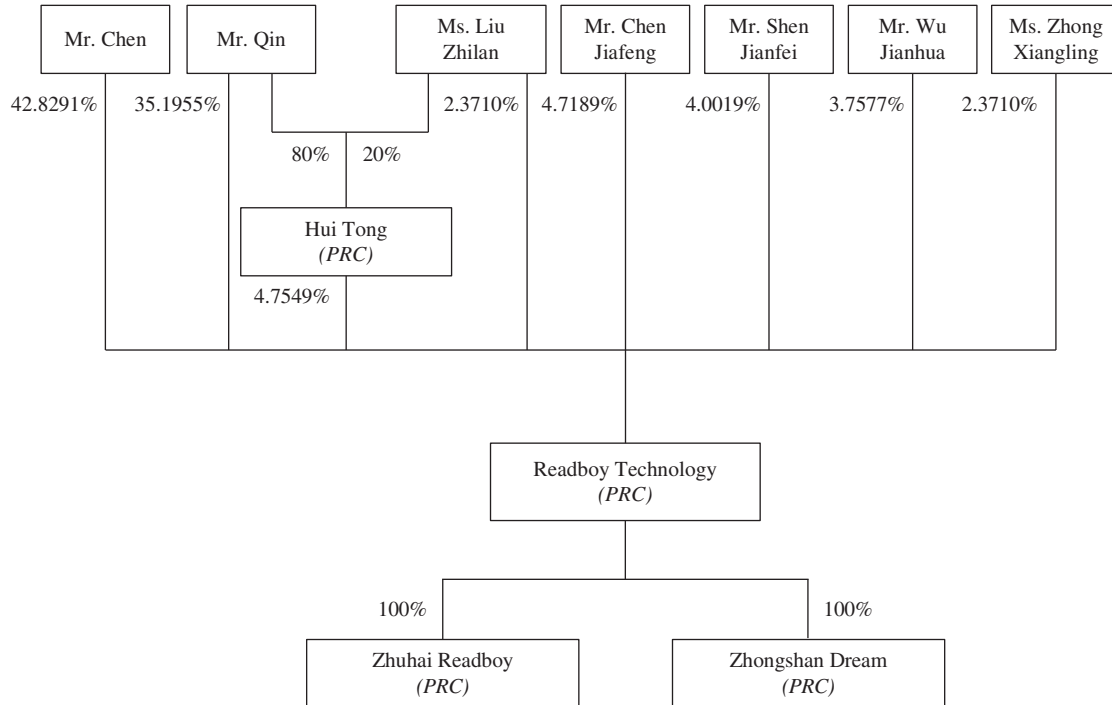 Mr. Chen
Mr. Qin
Ms. Liu
Zhilan
Mr. Chen
Jiafeng
Mr. Shen
Jianfei
Mr. Wu
Jianhua
Ms. Zhong
Xiangling
42.8291%
35.1955%
2.3710%
4.7189%
4.0019%
3.7577%
2.3710%
80%
20%
Hui Tong
(PRC)
4.7549%
Readboy Technology
(PRC)
100%
100%
Zhuhai Readboy
(PRC)
Zhongshan Dream
(PRC)